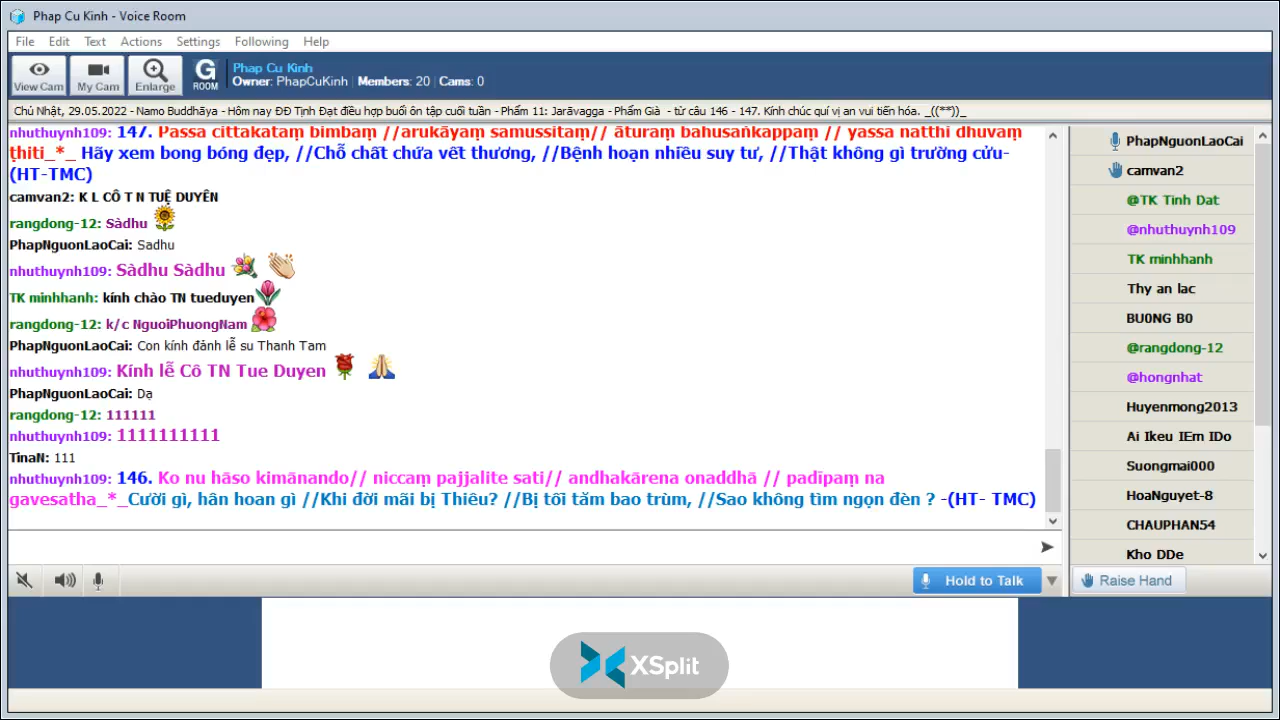 Phap Cu Kinh - Voice Room
File Edit Text Actions Settings Following Help
View Cam My Cam Enlarge G ROOM
Phap Cu Kinh
Owner: PhapCuKinh | Members: 20 | Cams: 0
Chủ Nhật, 29.05.2022 - Namo Buddhāya - Hôm nay ĐĐ Tịnh Đạt điều hợp buổi ôn tập cuối tuần - Phẩm 11: Jarāvagga - Phẩm Già - từ câu 146 - 147. Kính chúc quí vị an vui tiến hóa. _((**))_
nhuthuynh109: 147. Passa cittakataṃ bimbaṃ //arukāyaṃ samussitaṃ// āturaṃ bahusaṅkappaṃ // yassa natthi dhuvaṃ
ṭhiti_*_ Hãy xem bong bóng đẹp, //Chỗ chất chứa vết thương, //Bệnh hoạn nhiều suy tư, //Thật không gì trường cửu-
(HT-TMC)
camvan2: K L CÔ T N TUỆ DUYÊN
rangdong-12: Sàdhu
PhapNguonLaoCai: Sadhu
nhuthuynh109: Sàdhu Sàdhu
TK minhhanh: kính chào TN tueduyen
rangdong-12: k/c NguoiPhuongNam
PhapNguonLaoCai: Con kính đảnh lễ su Thanh Tam
nhuthuynh109: Kính lễ Cô TN Tue Duyen
PhapNguonLaoCai: Dạ
rangdong-12: 111111
nhuthuynh109: 1111111111
TinaN: 111
nhuthuynh109: 146. Ko nu hāso kimānando// niccaṃ pajjalite sati// andhakārena onaddhā // padīpaṃ na
gavesatha_*_Cười gì, hân hoan gì //Khi đời mãi bị Thiêu? //Bị tối tăm bao trùm, //Sao không tìm ngọn đèn ? -(HT- TMC)
Hold to Talk
PhapNguonLaoCai
camvan2
@TK Tinh Dat
@nhuthuynh109
TK minhhanh
Thy an lac
BU0NG B0
@rangdong-12
@hongnhat
Huyenmong2013
Ai Ikeu IEm IDo
Suongmai000
HoaNguyet-8
CHAUPHAN54
Kho DDe
Raise Hand
XSplit